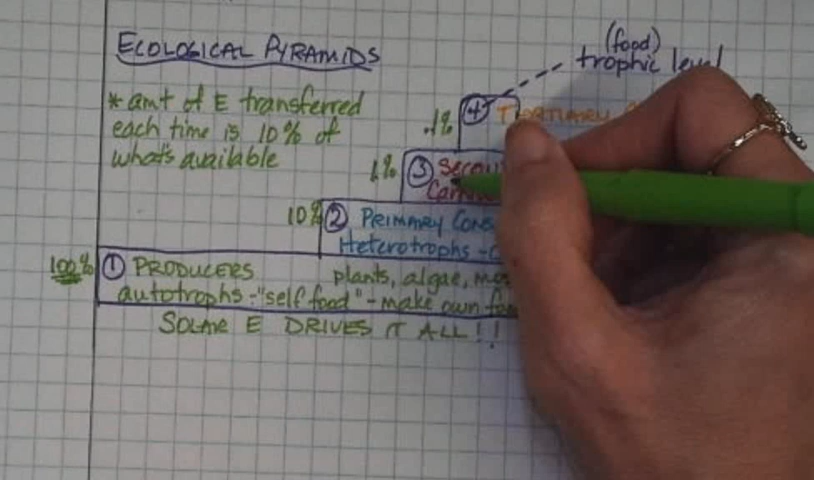 ECOLOGICAL PYRAMIDS
(food)
trophic level
* amt of E transferred
each time is 10% of
what's available
.1% ④ TERTIARY
1% ③
10% ② PRIMARY
Heterotrophs -
100% ① PRODUCERS plants, algae,
autotrophs = "self food" - make own
SOLAR E DRIVES IT ALL!!